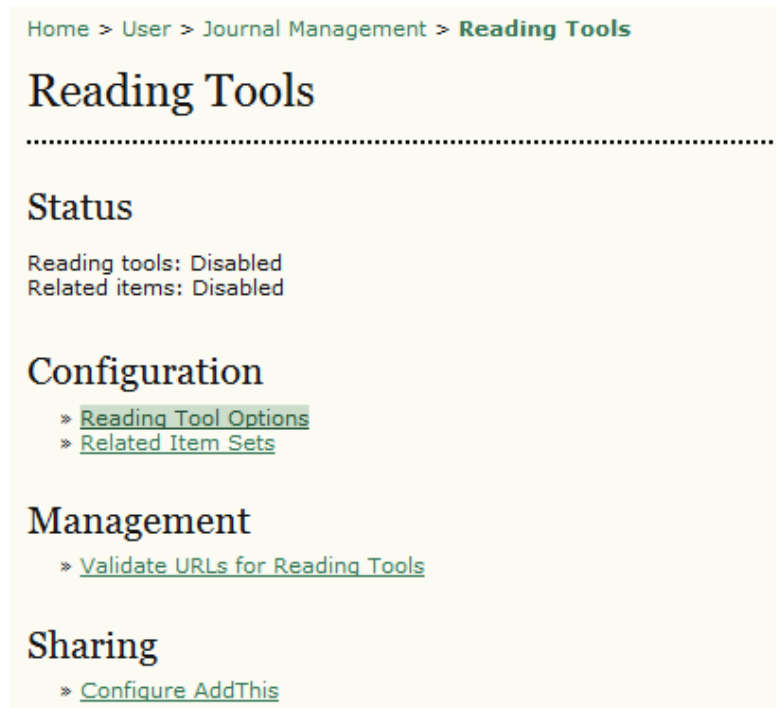 Home > User > Journal Management > Reading Tools
Reading Tools
Status
Reading tools: Disabled
Related items: Disabled
Configuration
» Reading Tool Options
» Related Item Sets
Management
» Validate URLs for Reading Tools
Sharing
» Configure AddThis